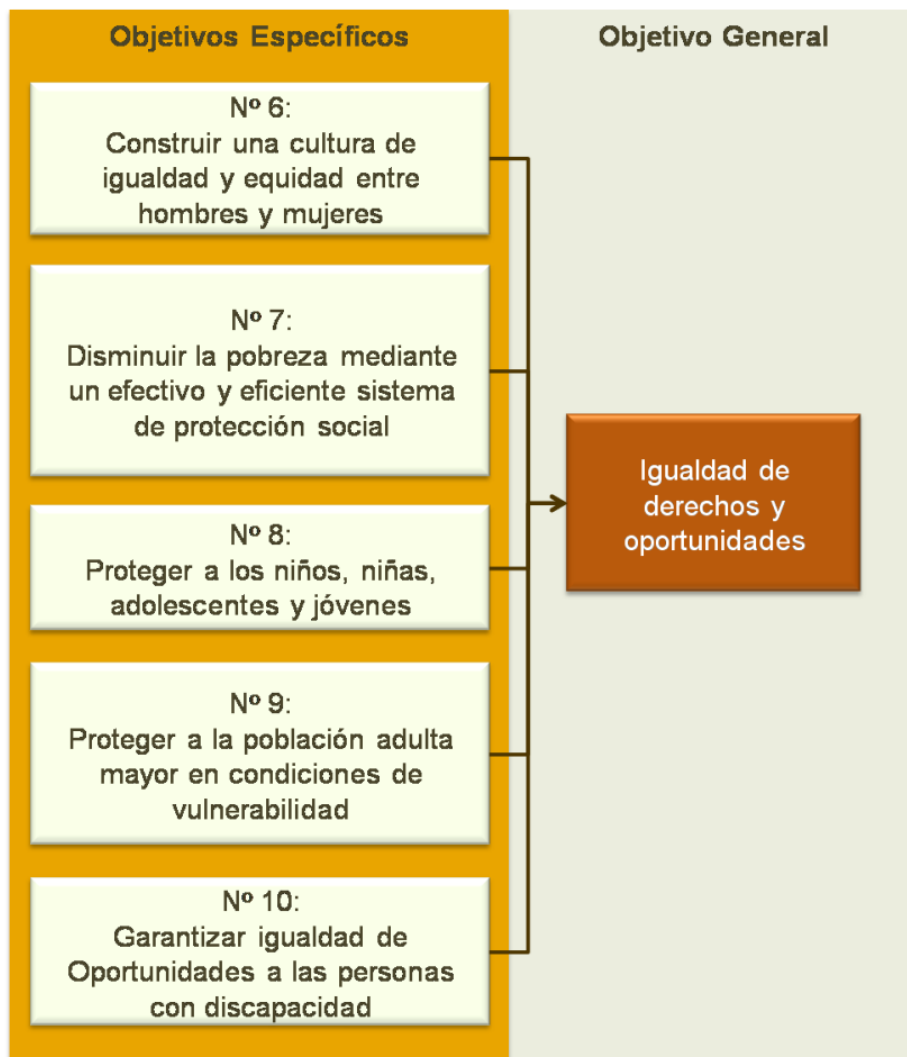 Objetivos Específicos
Objetivo General
Nº 6:
Construir una cultura de
igualdad y equidad entre
hombres y mujeres
Nº 7:
Disminuir la pobreza mediante
un efectivo y eficiente sistema
de protección social
Nº 8:
Proteger a los niños, niñas,
adolescentes y jóvenes
Nº 9:
Proteger a la población adulta
mayor en condiciones de
vulnerabilidad
Nº 10:
Garantizar igualdad de
Oportunidades a las personas
con discapacidad
Igualdad de
derechos y
oportunidades